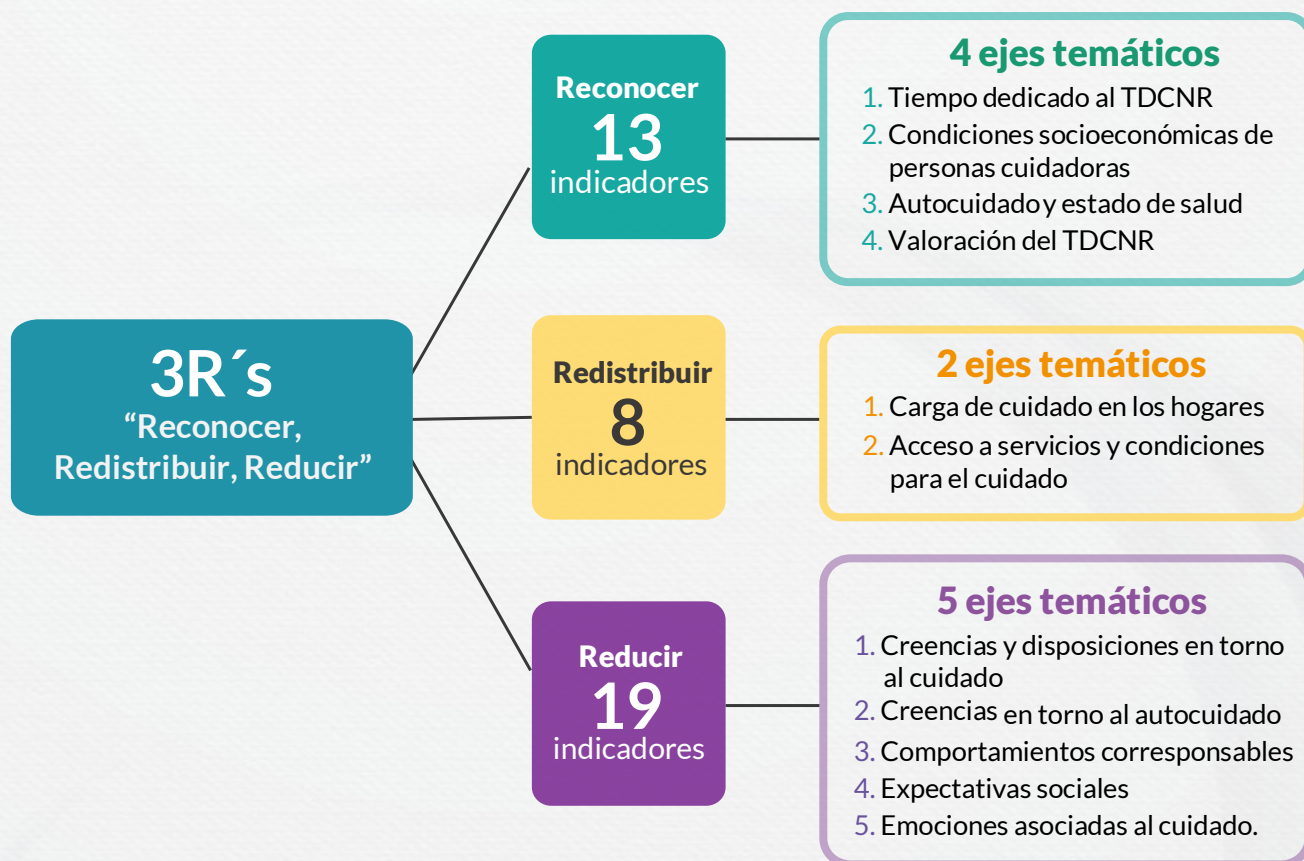 3R´s
“Reconocer,
Redistribuir, Reducir”
Reconocer
13
indicadores
4 ejes temáticos
1. Tiempo dedicado al TDCNR
2. Condiciones socioeconómicas de
personas cuidadoras
3. Autocuidado y estado de salud
4. Valoración del TDCNR
Redistribuir
8
indicadores
2 ejes temáticos
1. Carga de cuidado en los hogares
2. Acceso a servicios y condiciones
para el cuidado
Reducir
19
indicadores
5 ejes temáticos
1. Creencias y disposiciones en torno
al cuidado
2. Creencias en torno al autocuidado
3. Comportamientos corresponsables
4. Expectativas sociales
5. Emociones asociadas al cuidado.